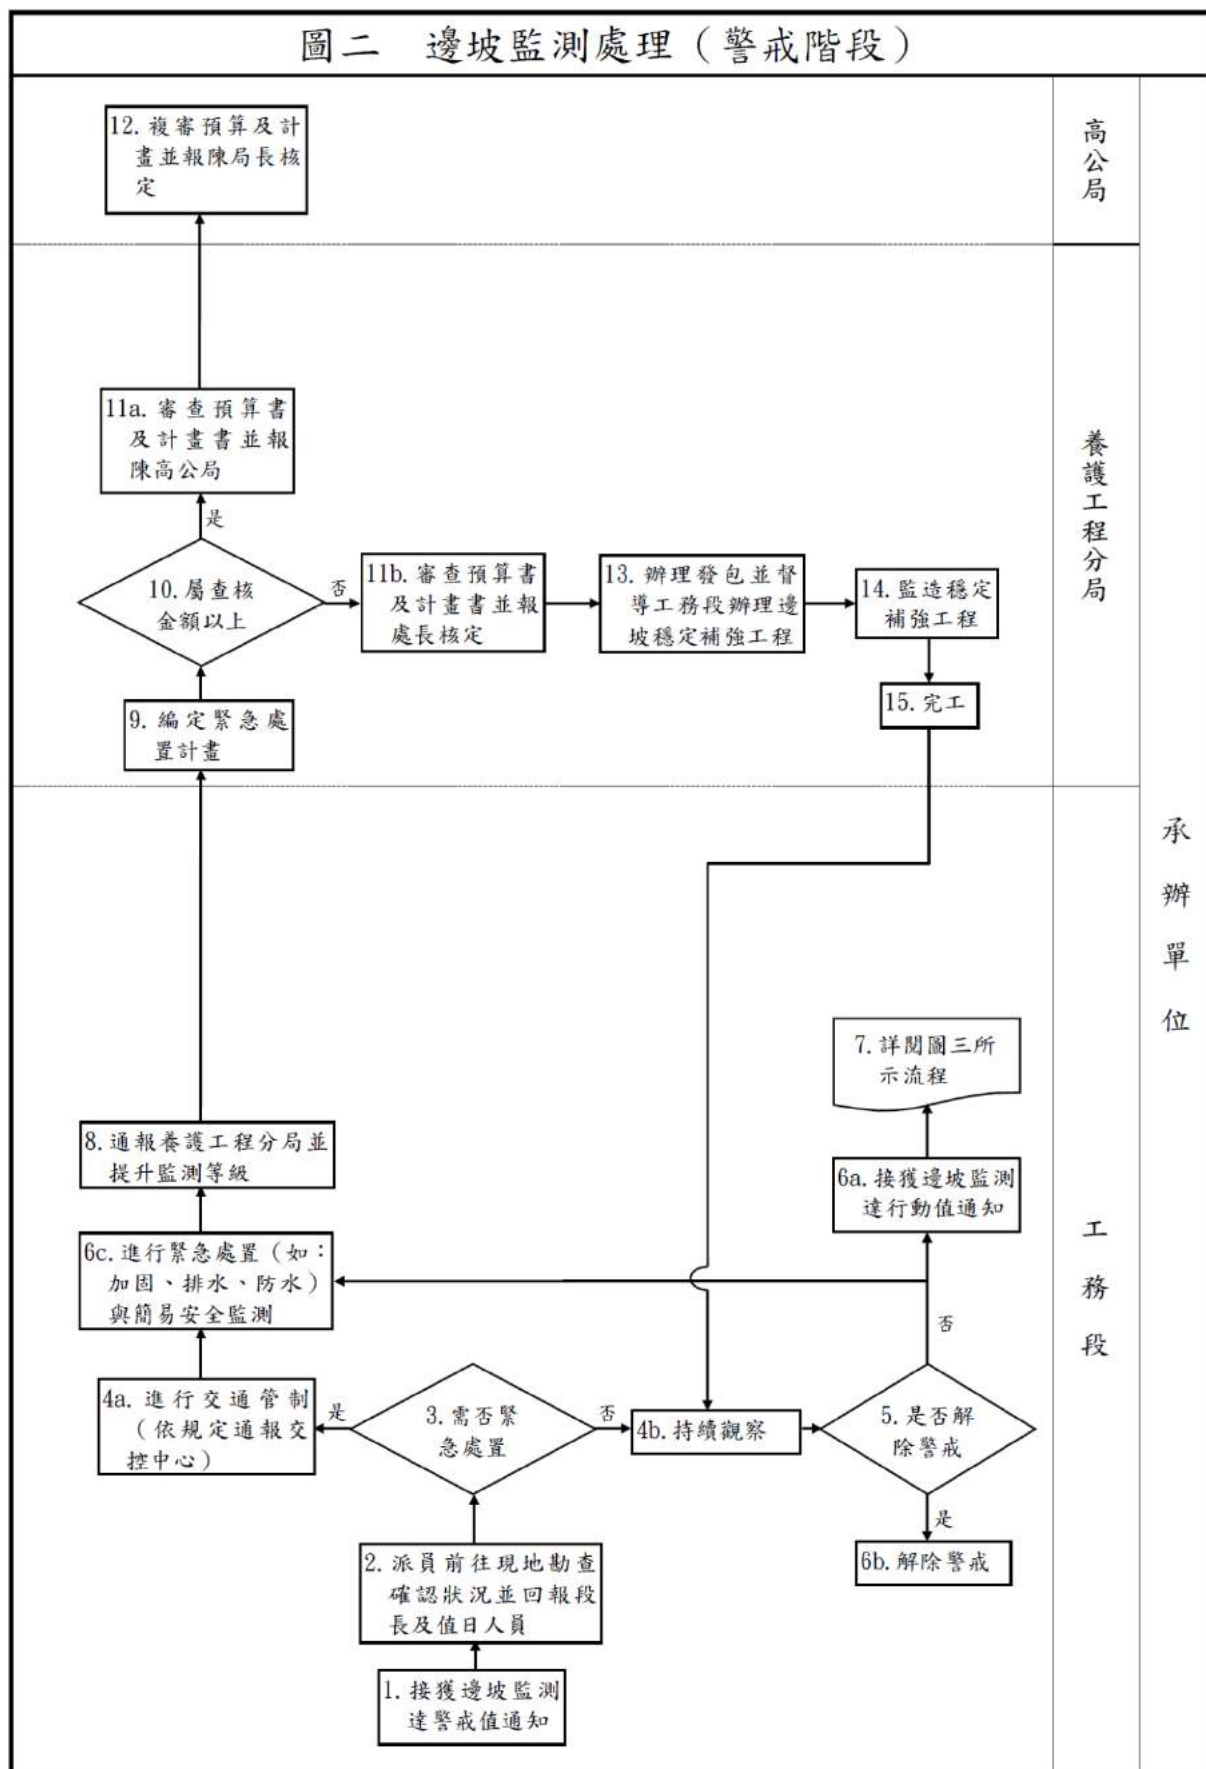 圖二　邊坡監測處理（警戒階段）
12. 複審預算及計
畫並報陳局長核
定
高公局
11a. 審查預算書
及計畫書並報
陳高公局
是
10. 屬查核
金額以上
否
11b. 審查預算書
及計畫書並報
處長核定
13. 辦理發包並督
導工務段辦理邊
坡穩定補強工程
14. 監造穩定
補強工程
15. 完工
9. 編定緊急處
置計畫
養護工程分局
承辦單位
7. 詳閱圖三所
示流程
8. 通報養護工程分局並
提升監測等級
6a. 接獲邊坡監測
達行動值通知
6c. 進行緊急處置（如：
加固、排水、防水）
與簡易安全監測
否
4a. 進行交通管制
（依規定通報交
控中心）
是
3. 需否緊
急處置
否
4b. 持續觀察
5. 是否解
除警戒
是
6b. 解除警戒
2. 派員前往現地勘查
確認狀況並回報段
長及值日人員
1. 接獲邊坡監測
達警戒值通知
工務段